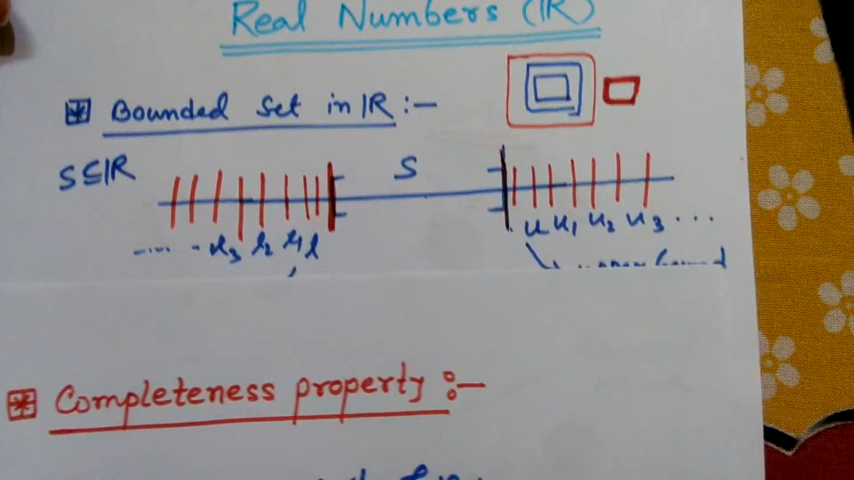 Real Numbers (IR)
* Bounded set in IR :-
S⊆IR
S
..... l3 l2 l1 l
u u1 u2 u3 ...
* Completeness property :-